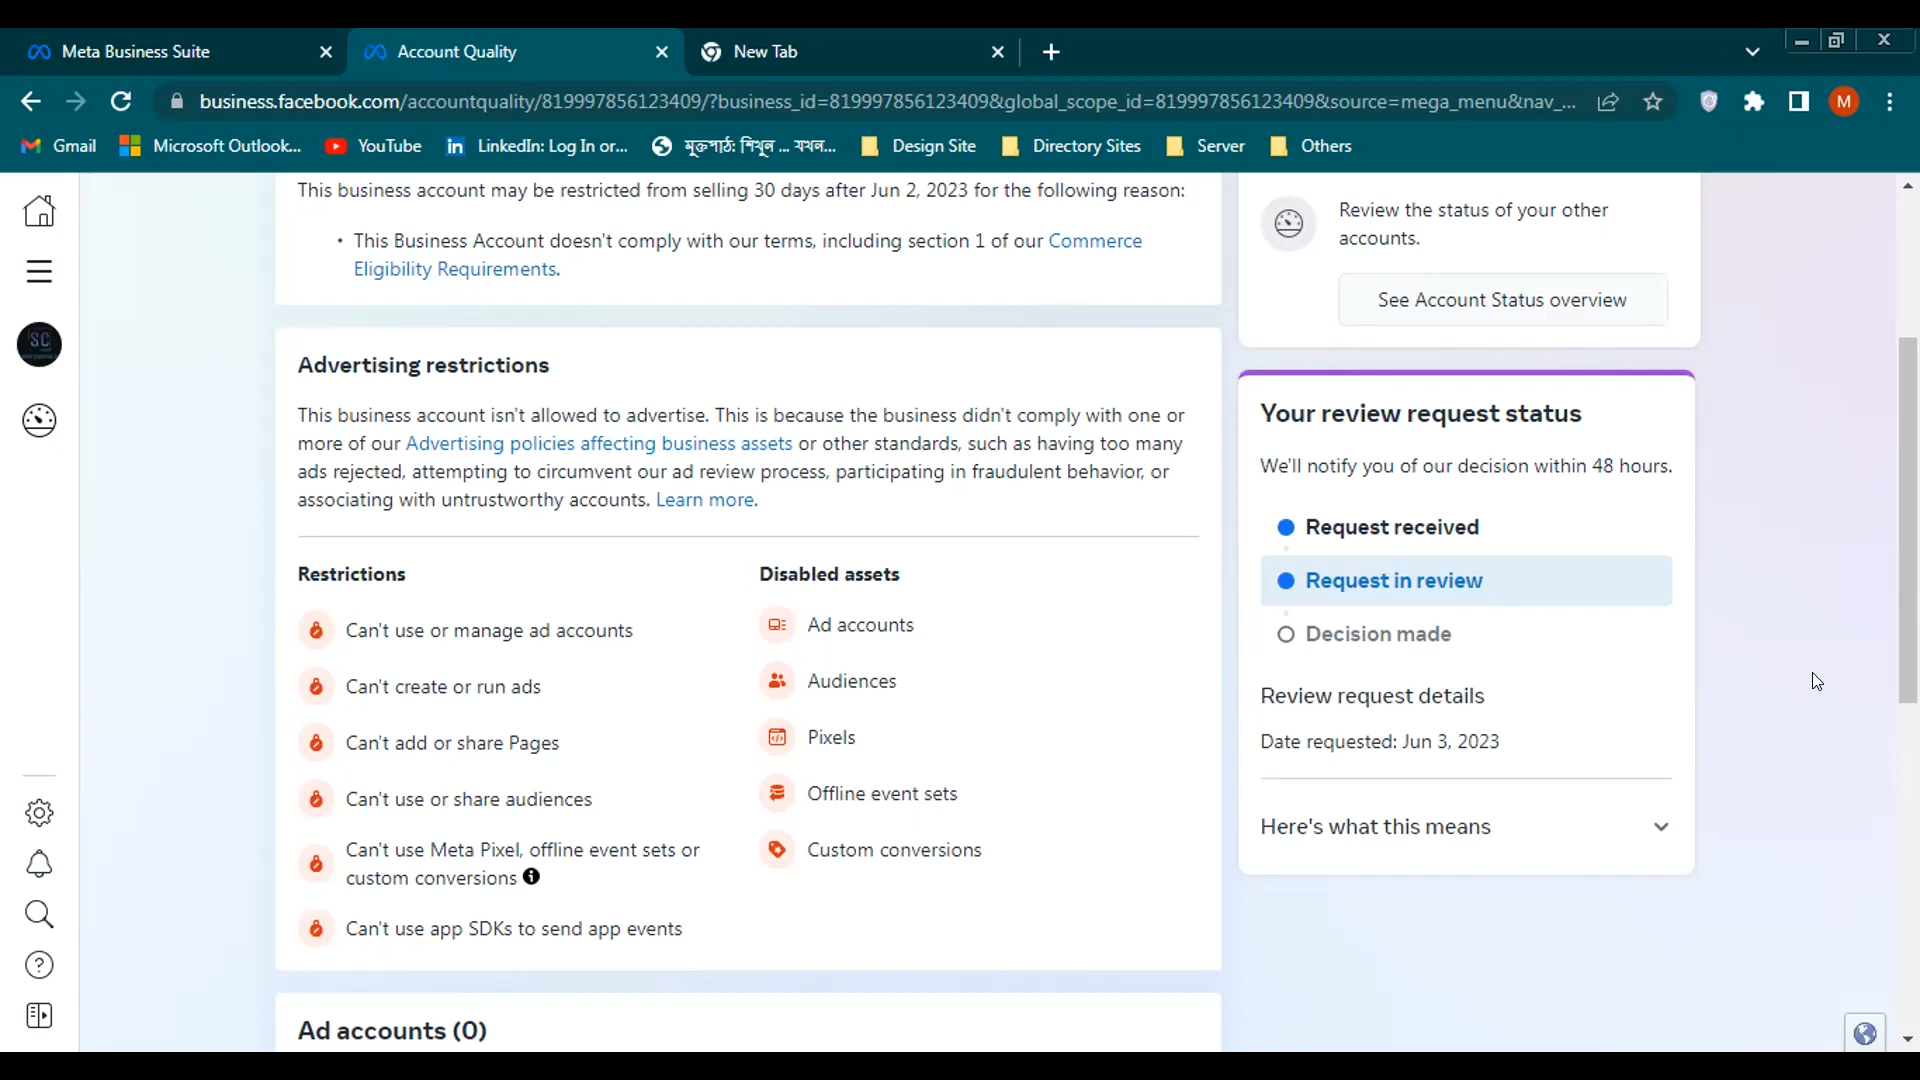 Meta Business Suite
Account Quality
New Tab
business.facebook.com/accountquality/819997856123409/?business_id=819997856123409&global_scope_id=819997856123409&source=mega_menu&nav_...
M
Gmail
Microsoft Outlook...
YouTube
LinkedIn: Log In or...
মুক্তপাঠ: শিখুন ... যখন...
Design Site
Directory Sites
Server
Others
This business account may be restricted from selling 30 days after Jun 2, 2023 for the following reason:
• This Business Account doesn't comply with our terms, including section 1 of our Commerce
Eligibility Requirements.
Review the status of your other
accounts.
See Account Status overview
SC
Advertising restrictions
This business account isn't allowed to advertise. This is because the business didn't comply with one or
more of our Advertising policies affecting business assets or other standards, such as having too many
ads rejected, attempting to circumvent our ad review process, participating in fraudulent behavior, or
associating with untrustworthy accounts. Learn more.
Restrictions
Can't use or manage ad accounts
Can't create or run ads
Can't add or share Pages
Can't use or share audiences
Can't use Meta Pixel, offline event sets or
custom conversions
Can't use app SDKs to send app events
Disabled assets
Ad accounts
Audiences
Pixels
Offline event sets
Custom conversions
Your review request status
We'll notify you of our decision within 48 hours.
Request received
Request in review
Decision made
Review request details
Date requested: Jun 3, 2023
Here's what this means
Ad accounts (0)